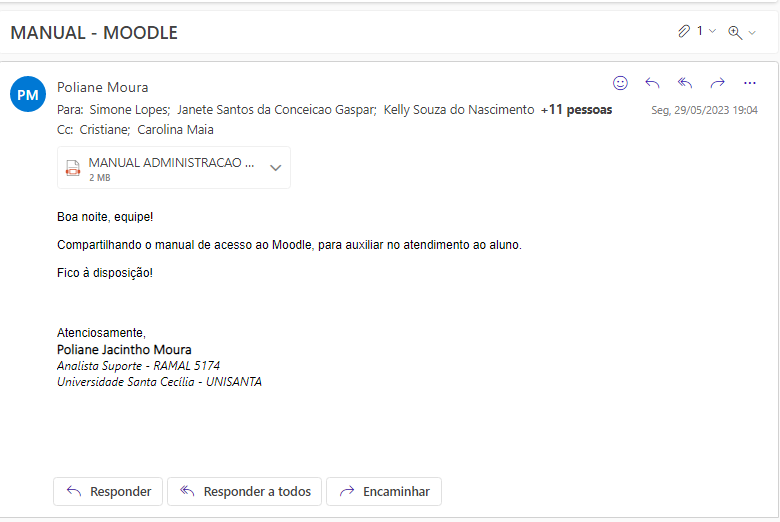 MANUAL - MOODLE
1
PM
Poliane Moura
Para: Simone Lopes; Janete Santos da Conceicao Gaspar; Kelly Souza do Nascimento +11 pessoas
Seg, 29/05/2023 19:04
Cc: Cristiane; Carolina Maia
MANUAL ADMINISTRACAO ...
2 MB
Boa noite, equipe!
Compartilhando o manual de acesso ao Moodle, para auxiliar no atendimento ao aluno.
Fico à disposição!
Atenciosamente,
Poliane Jacintho Moura
Analista Suporte - RAMAL 5174
Universidade Santa Cecília - UNISANTA
Responder
Responder a todos
Encaminhar